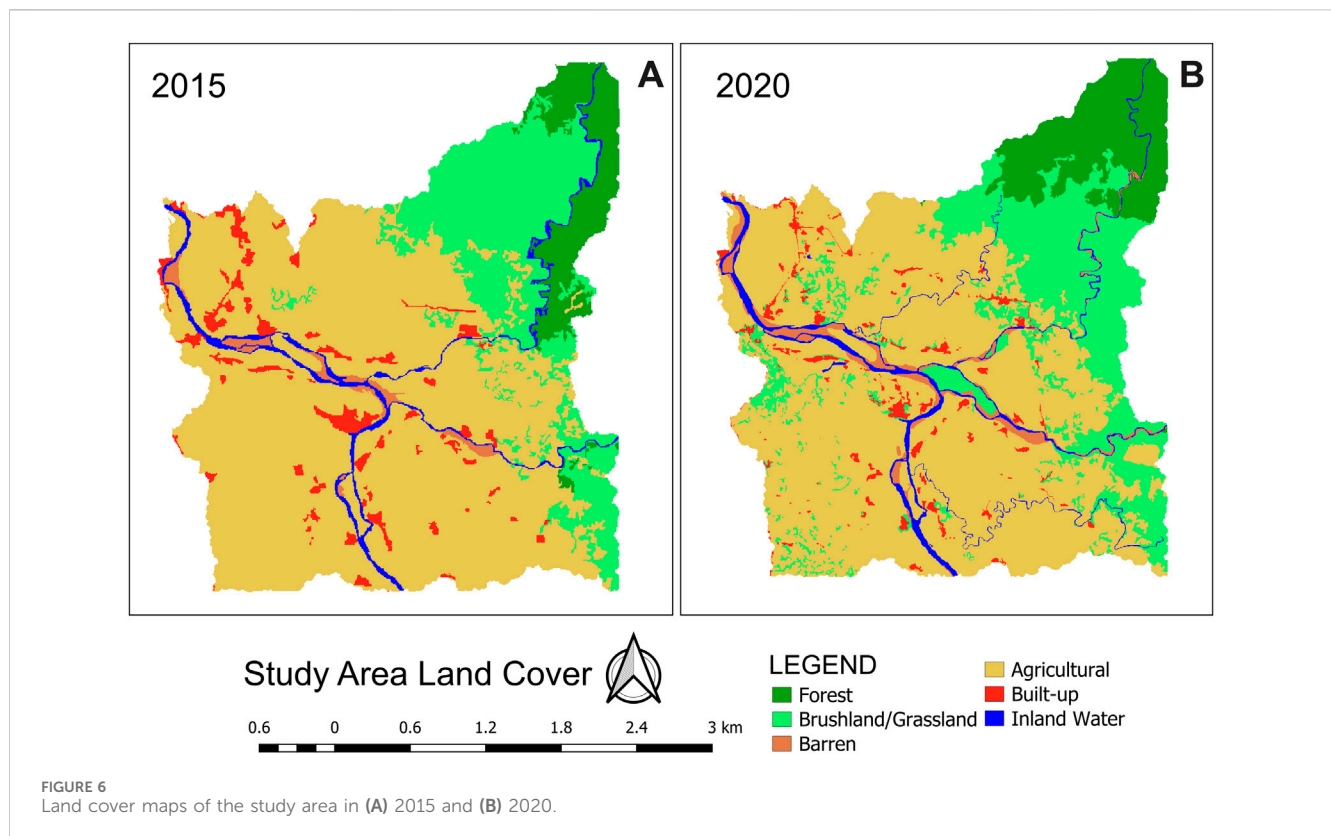 2015
A
2020
B
Study Area Land Cover
0.6 0 0.6 1.2 1.8 2.4 3 km
LEGEND
Forest
Brushland/Grassland
Barren
Agricultural
Built-up
Inland Water
FIGURE 6
Land cover maps of the study area in (A) 2015 and (B) 2020.